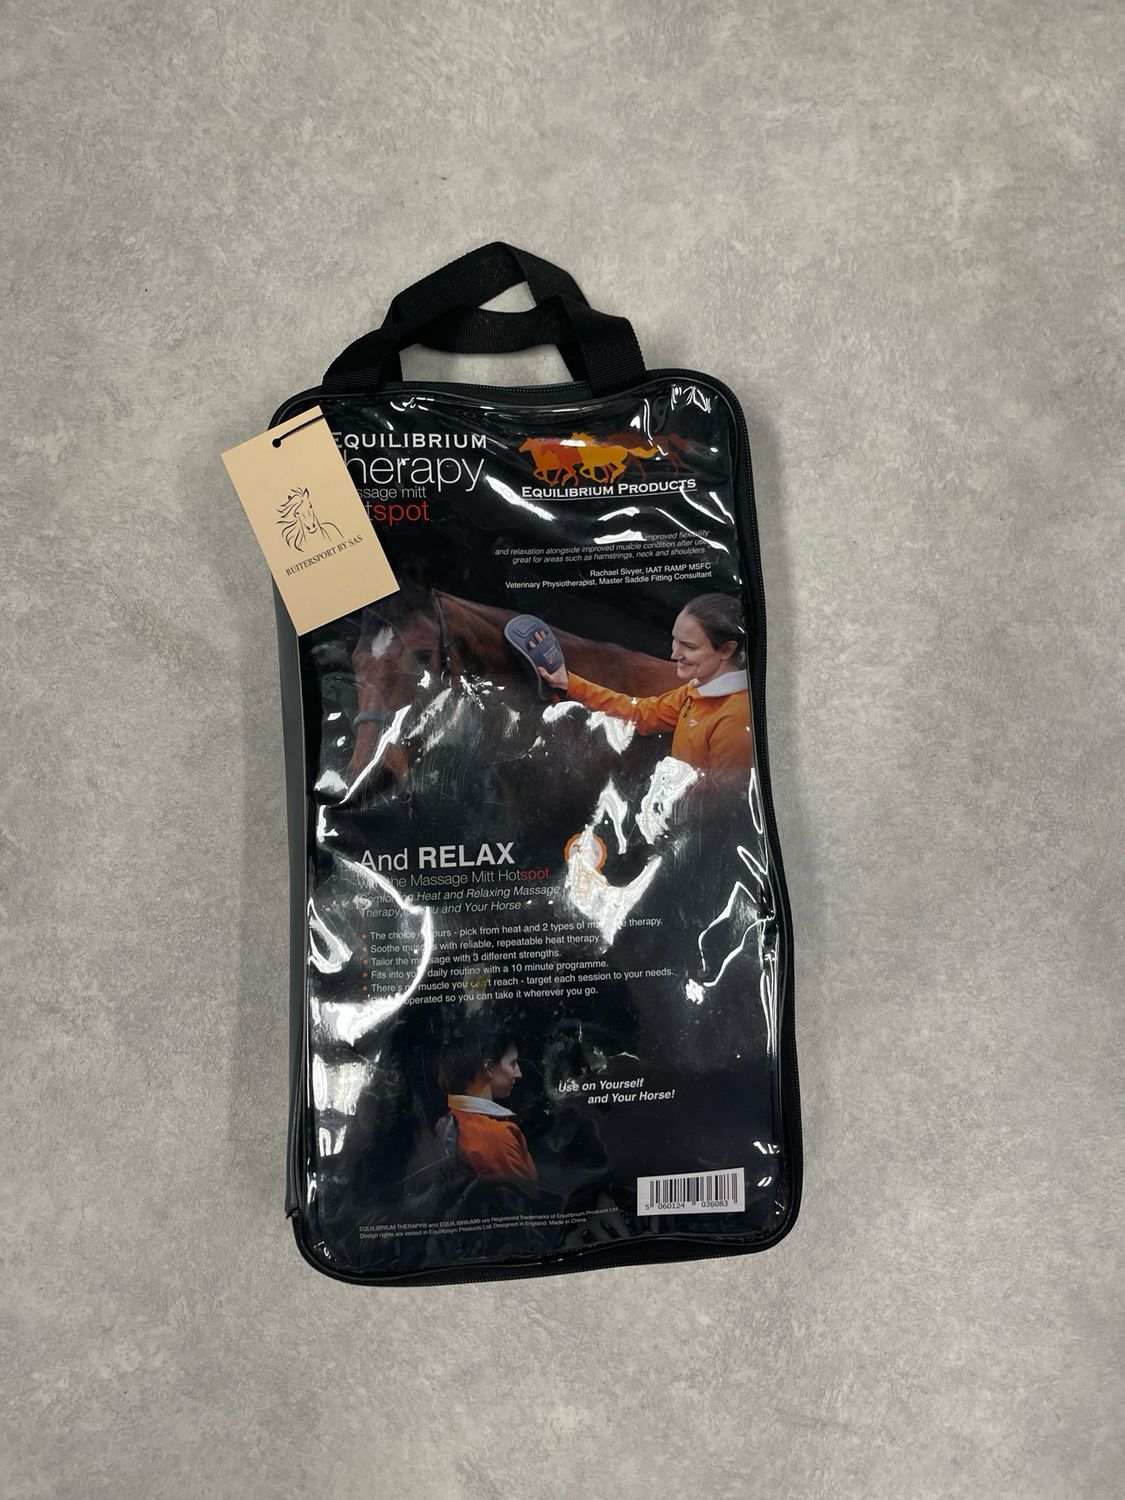 EQUILIBRIUM
herapy
ssage mitt
tspot
EQUILIBRIUM PRODUCTS
RUITERSPORT BY SAS
improved flexibility
and relaxation alongside improved muscle condition after use
great for areas such as hamstrings, neck and shoulders.
Rachael Sivyer, IAAT RAMP MSFC
Veterinary Physiotherapist, Master Saddle Fitting Consultant
And RELAX
the Massage Mitt Hotspot
Heat and Relaxing Massage
Therapy, and Your Horse
• The choice ours - pick from heat and 2 types of therapy.
• Soothe with reliable, repeatable heat therapy.
• Tailor the massage with 3 different strengths.
• Fits into daily routine with a 10 minute programme.
• There's no muscle you can't reach - target each session to your needs.
operated so you can take it wherever you go.
Use on Yourself
and Your Horse!
5 060124 036083
EQUILIBRIUM THERAPY® and EQUILIBRIUM® are Registered Trademarks of Equilibrium Products Ltd.
Design rights are vested in Equilibrium Products Ltd. Designed in England. Made in China.